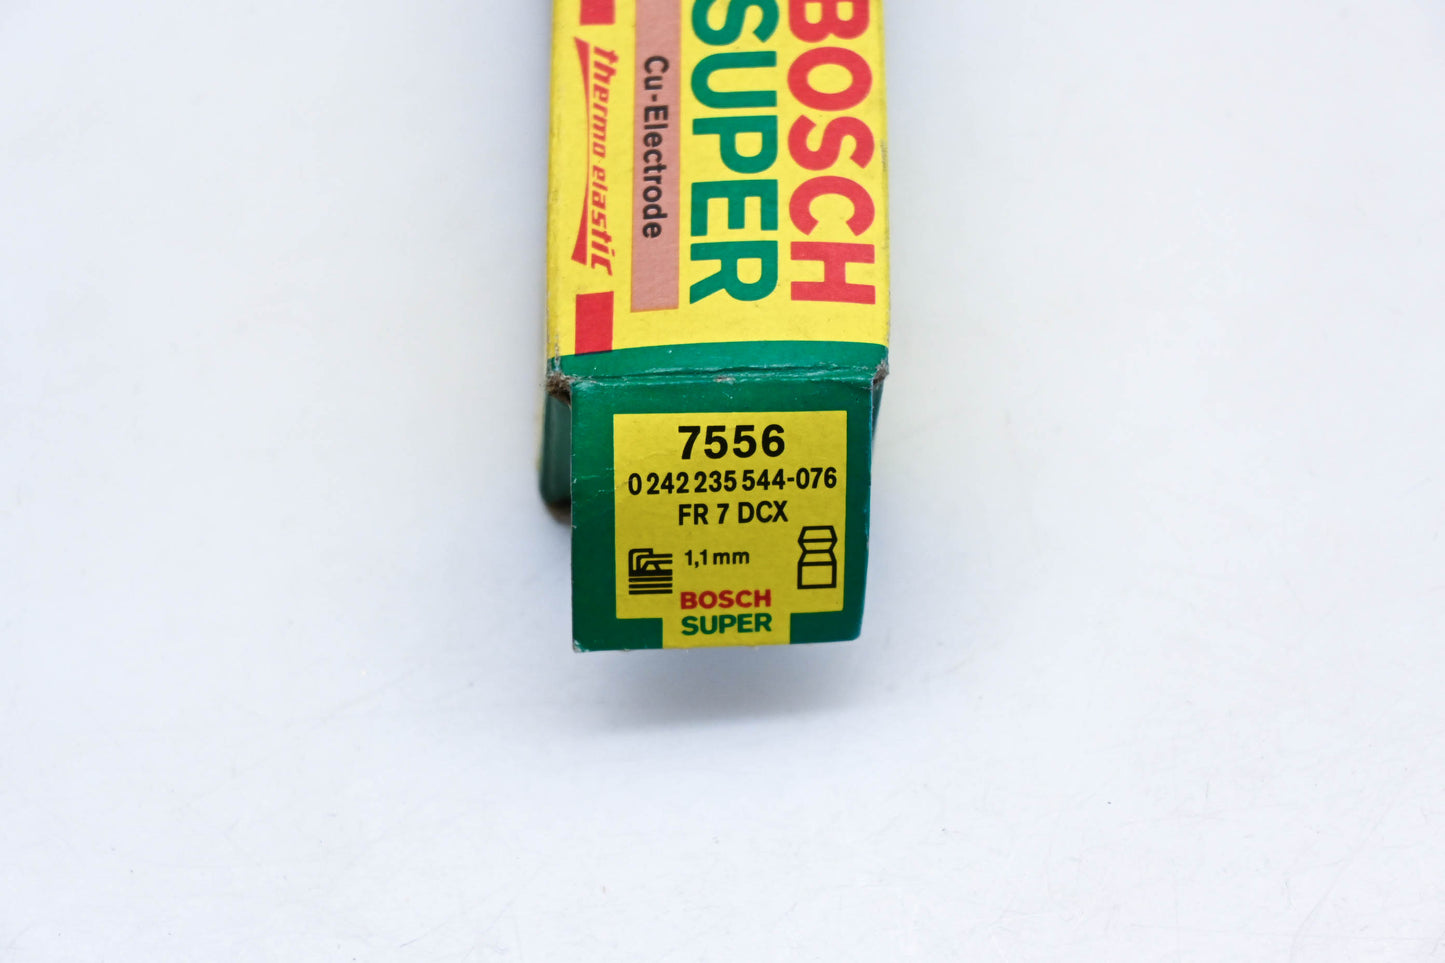 BOSCH
SUPER
Cu-Electrode
thermo elastic
7556
0 242 235 544-076
FR 7 DCX
1,1 mm
BOSCH
SUPER